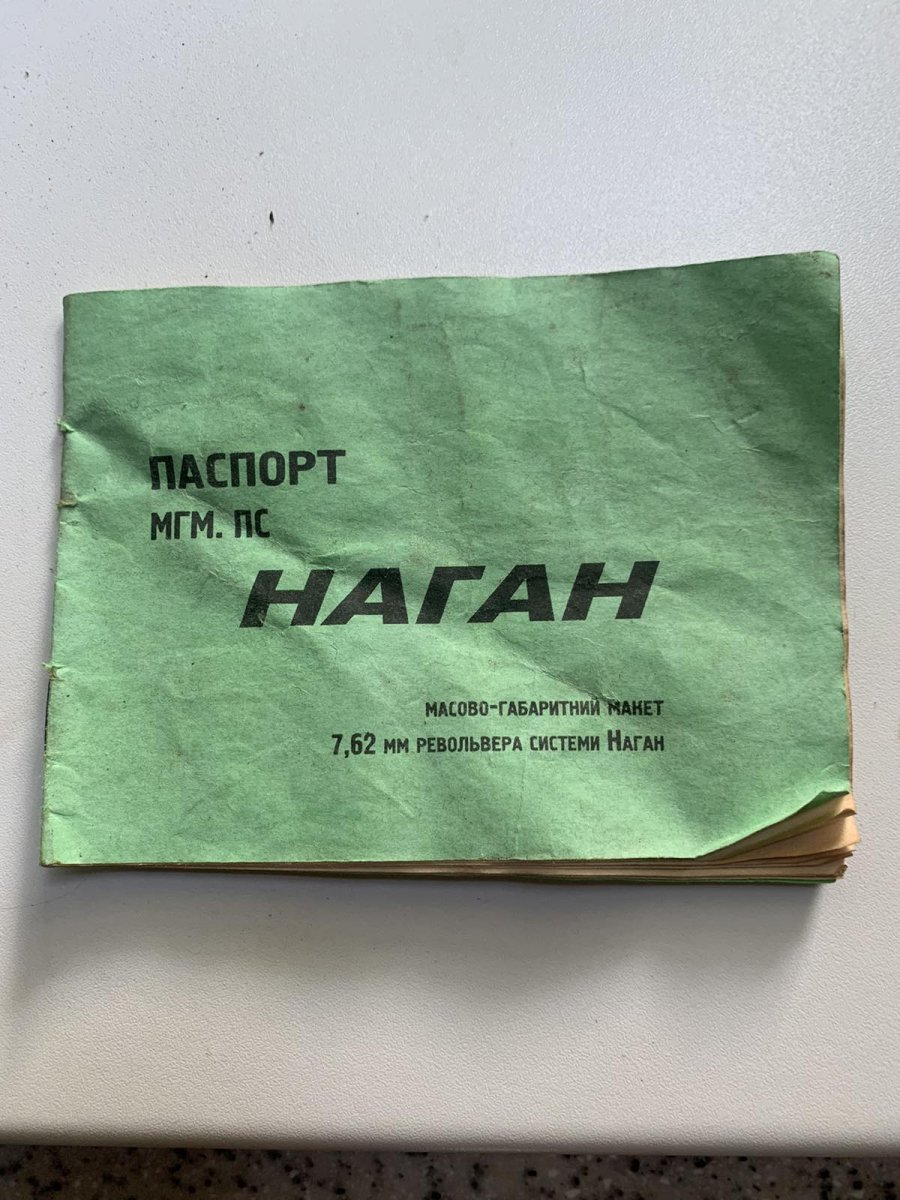 ПАСПОРТ
МГМ. ПС
НАГАН
МАСОВО-ГАБАРИТНИЙ МАКЕТ
7,62 ММ РЕВОЛЬВЕРА СИСТЕМИ НАГАН